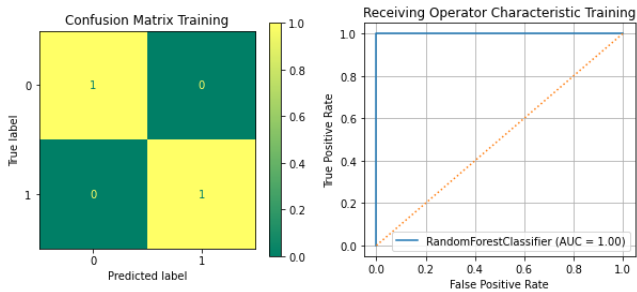 Confusion Matrix Training
True label
0
1
1
0
0
1
0
1
Predicted label
1.0
0.8
0.6
0.4
0.2
0.0
Receiving Operator Characteristic Training
True Positive Rate
1.0
0.8
0.6
0.4
0.2
0.0
RandomForestClassifier (AUC = 1.00)
0.0 0.2 0.4 0.6 0.8 1.0
False Positive Rate